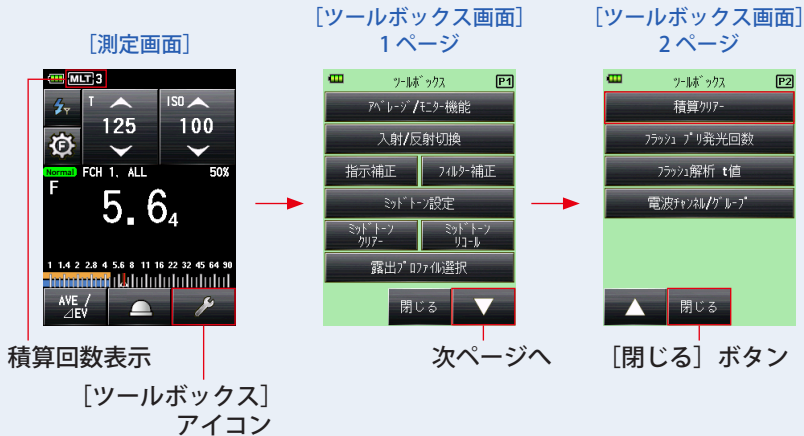 ［測定画面］
MLT 3
T
ISO
125
100
Normal FCH 1, ALL 50%
F
5.6₄
1 1.4 2 2.8 4 5.6 8 11 16 22 32 45 64 90
AVE /
⊿EV
積算回数表示
［ツールボックス］
アイコン
［ツールボックス画面］
1 ページ
ﾂｰﾙﾎﾞｯｸｽ P1
ｱﾍﾞﾚｰｼﾞ/ﾓﾆﾀｰ機能
入射/反射切換
指示補正 ﾌｨﾙﾀｰ補正
ﾐｯﾄﾞﾄｰﾝ設定
ﾐｯﾄﾞﾄｰﾝ
ｸﾘｱｰ
ﾐｯﾄﾞﾄｰﾝ
ﾘｺｰﾙ
露出ﾌﾟﾛﾌｧｲﾙ選択
閉じる ▽
次ページへ
［ツールボックス画面］
2 ページ
ﾂｰﾙﾎﾞｯｸｽ P2
積算ｸﾘｱｰ
ﾌﾗｯｼｭ ﾌﾟﾘ発光回数
ﾌﾗｯｼｭ解析 t値
電波ﾁｬﾝﾈﾙ/ｸﾞﾙｰﾌﾟ
△ 閉じる
［閉じる］ボタン